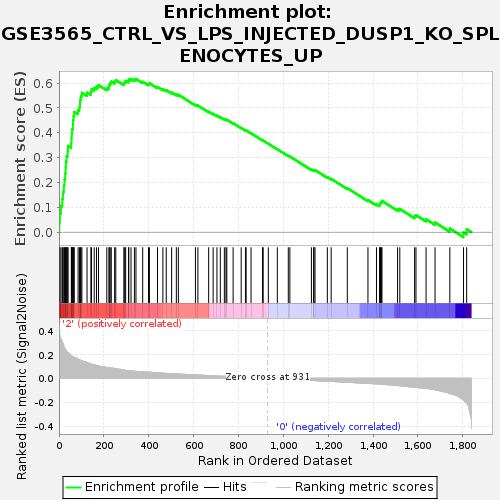 Enrichment plot:
GSE3565_CTRL_VS_LPS_INJECTED_DUSP1_KO_SPL
ENOCYTES_UP
Enrichment score (ES)
0.6
0.5
0.4
0.3
0.2
0.1
0.0
'2' (positively correlated)
Ranked list metric (Signal2Noise)
0.4
0.2
0.0
-0.2
-0.4
Zero cross at 931
'0' (negatively correlated)
0 200 400 600 800 1,000 1,200 1,400 1,600 1,800
Rank in Ordered Dataset
Enrichment profile Hits Ranking metric scores